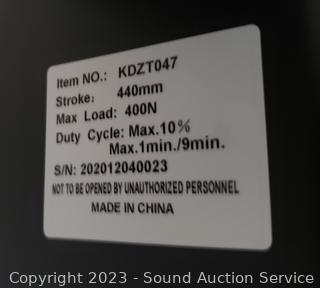 Item NO.: KDZT047
Stroke: 440mm
Max Load: 400N
Duty Cycle: Max.10%
Max.1min./9min.
S/N: 202012040023
NOT TO BE OPENED BY UNAUTHORIZED PERSONNEL
MADE IN CHINA
Copyright 2023 - Sound Auction Service